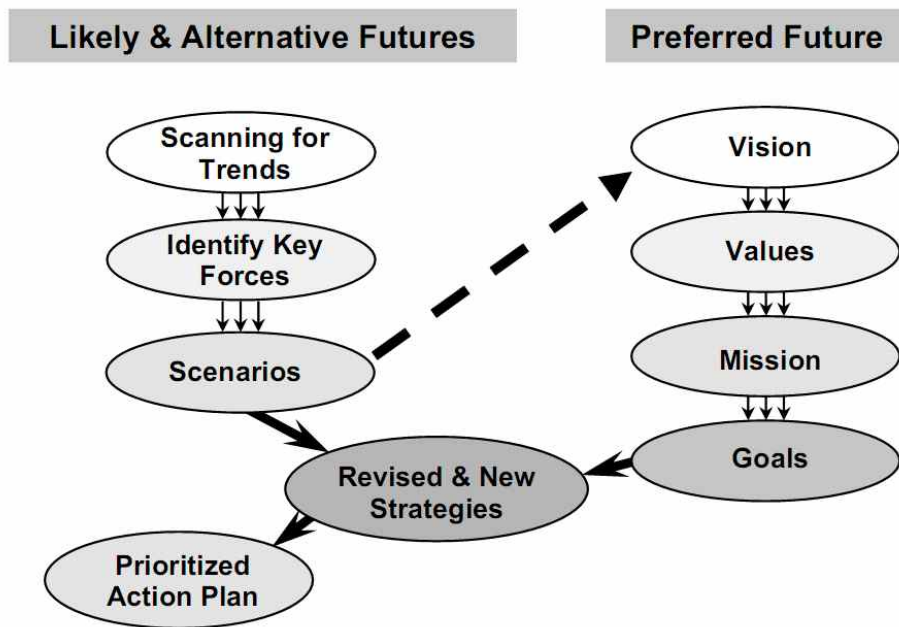 Likely & Alternative Futures
Preferred Future
Scanning for
Trends
Identify Key
Forces
Scenarios
Vision
Values
Mission
Goals
Revised & New
Strategies
Prioritized
Action Plan